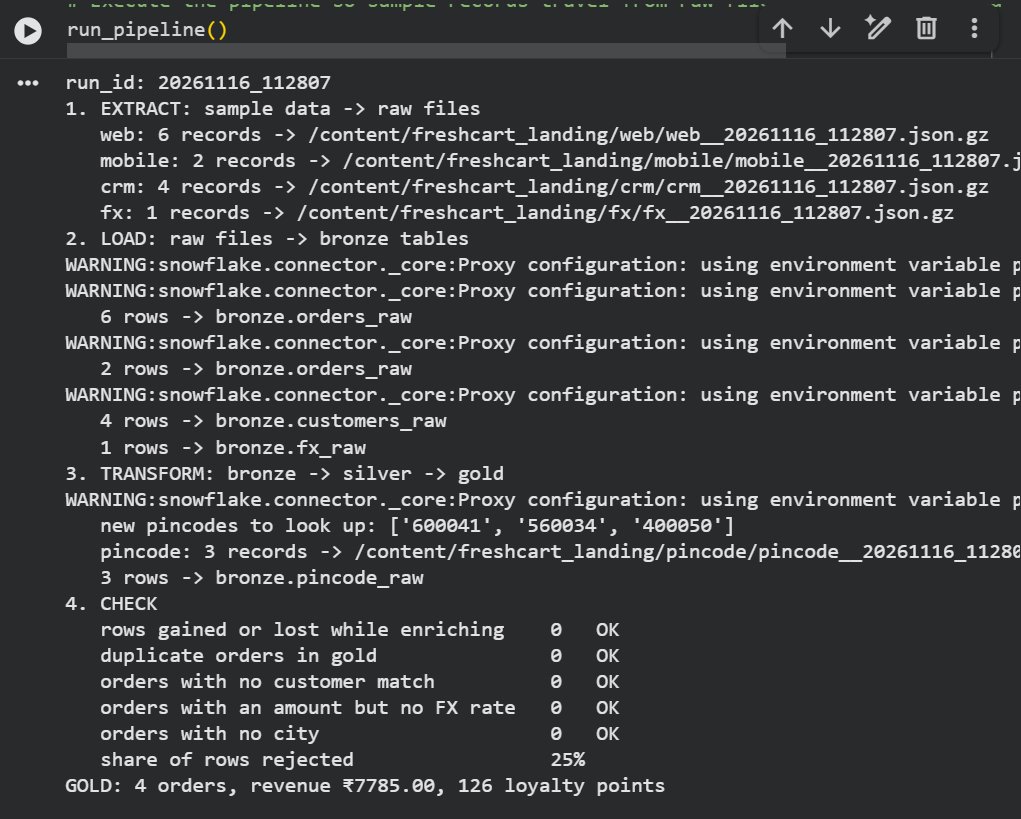 run_pipeline()
run_id: 20261116_112807
1. EXTRACT: sample data -> raw files
web: 6 records -> /content/freshcart_landing/web/web__20261116_112807.json.gz
mobile: 2 records -> /content/freshcart_landing/mobile/mobile__20261116_112807.j
crm: 4 records -> /content/freshcart_landing/crm/crm__20261116_112807.json.gz
fx: 1 records -> /content/freshcart_landing/fx/fx__20261116_112807.json.gz
2. LOAD: raw files -> bronze tables
WARNING:snowflake.connector._core:Proxy configuration: using environment variable p
WARNING:snowflake.connector._core:Proxy configuration: using environment variable p
6 rows -> bronze.orders_raw
WARNING:snowflake.connector._core:Proxy configuration: using environment variable p
2 rows -> bronze.orders_raw
WARNING:snowflake.connector._core:Proxy configuration: using environment variable p
4 rows -> bronze.customers_raw
1 rows -> bronze.fx_raw
3. TRANSFORM: bronze -> silver -> gold
WARNING:snowflake.connector._core:Proxy configuration: using environment variable p
new pincodes to look up: ['600041', '560034', '400050']
pincode: 3 records -> /content/freshcart_landing/pincode/pincode__20261116_11280
3 rows -> bronze.pincode_raw
4. CHECK
rows gained or lost while enriching 0 OK
duplicate orders in gold 0 OK
orders with no customer match 0 OK
orders with an amount but no FX rate 0 OK
orders with no city 0 OK
share of rows rejected 25%
GOLD: 4 orders, revenue ₹7785.00, 126 loyalty points